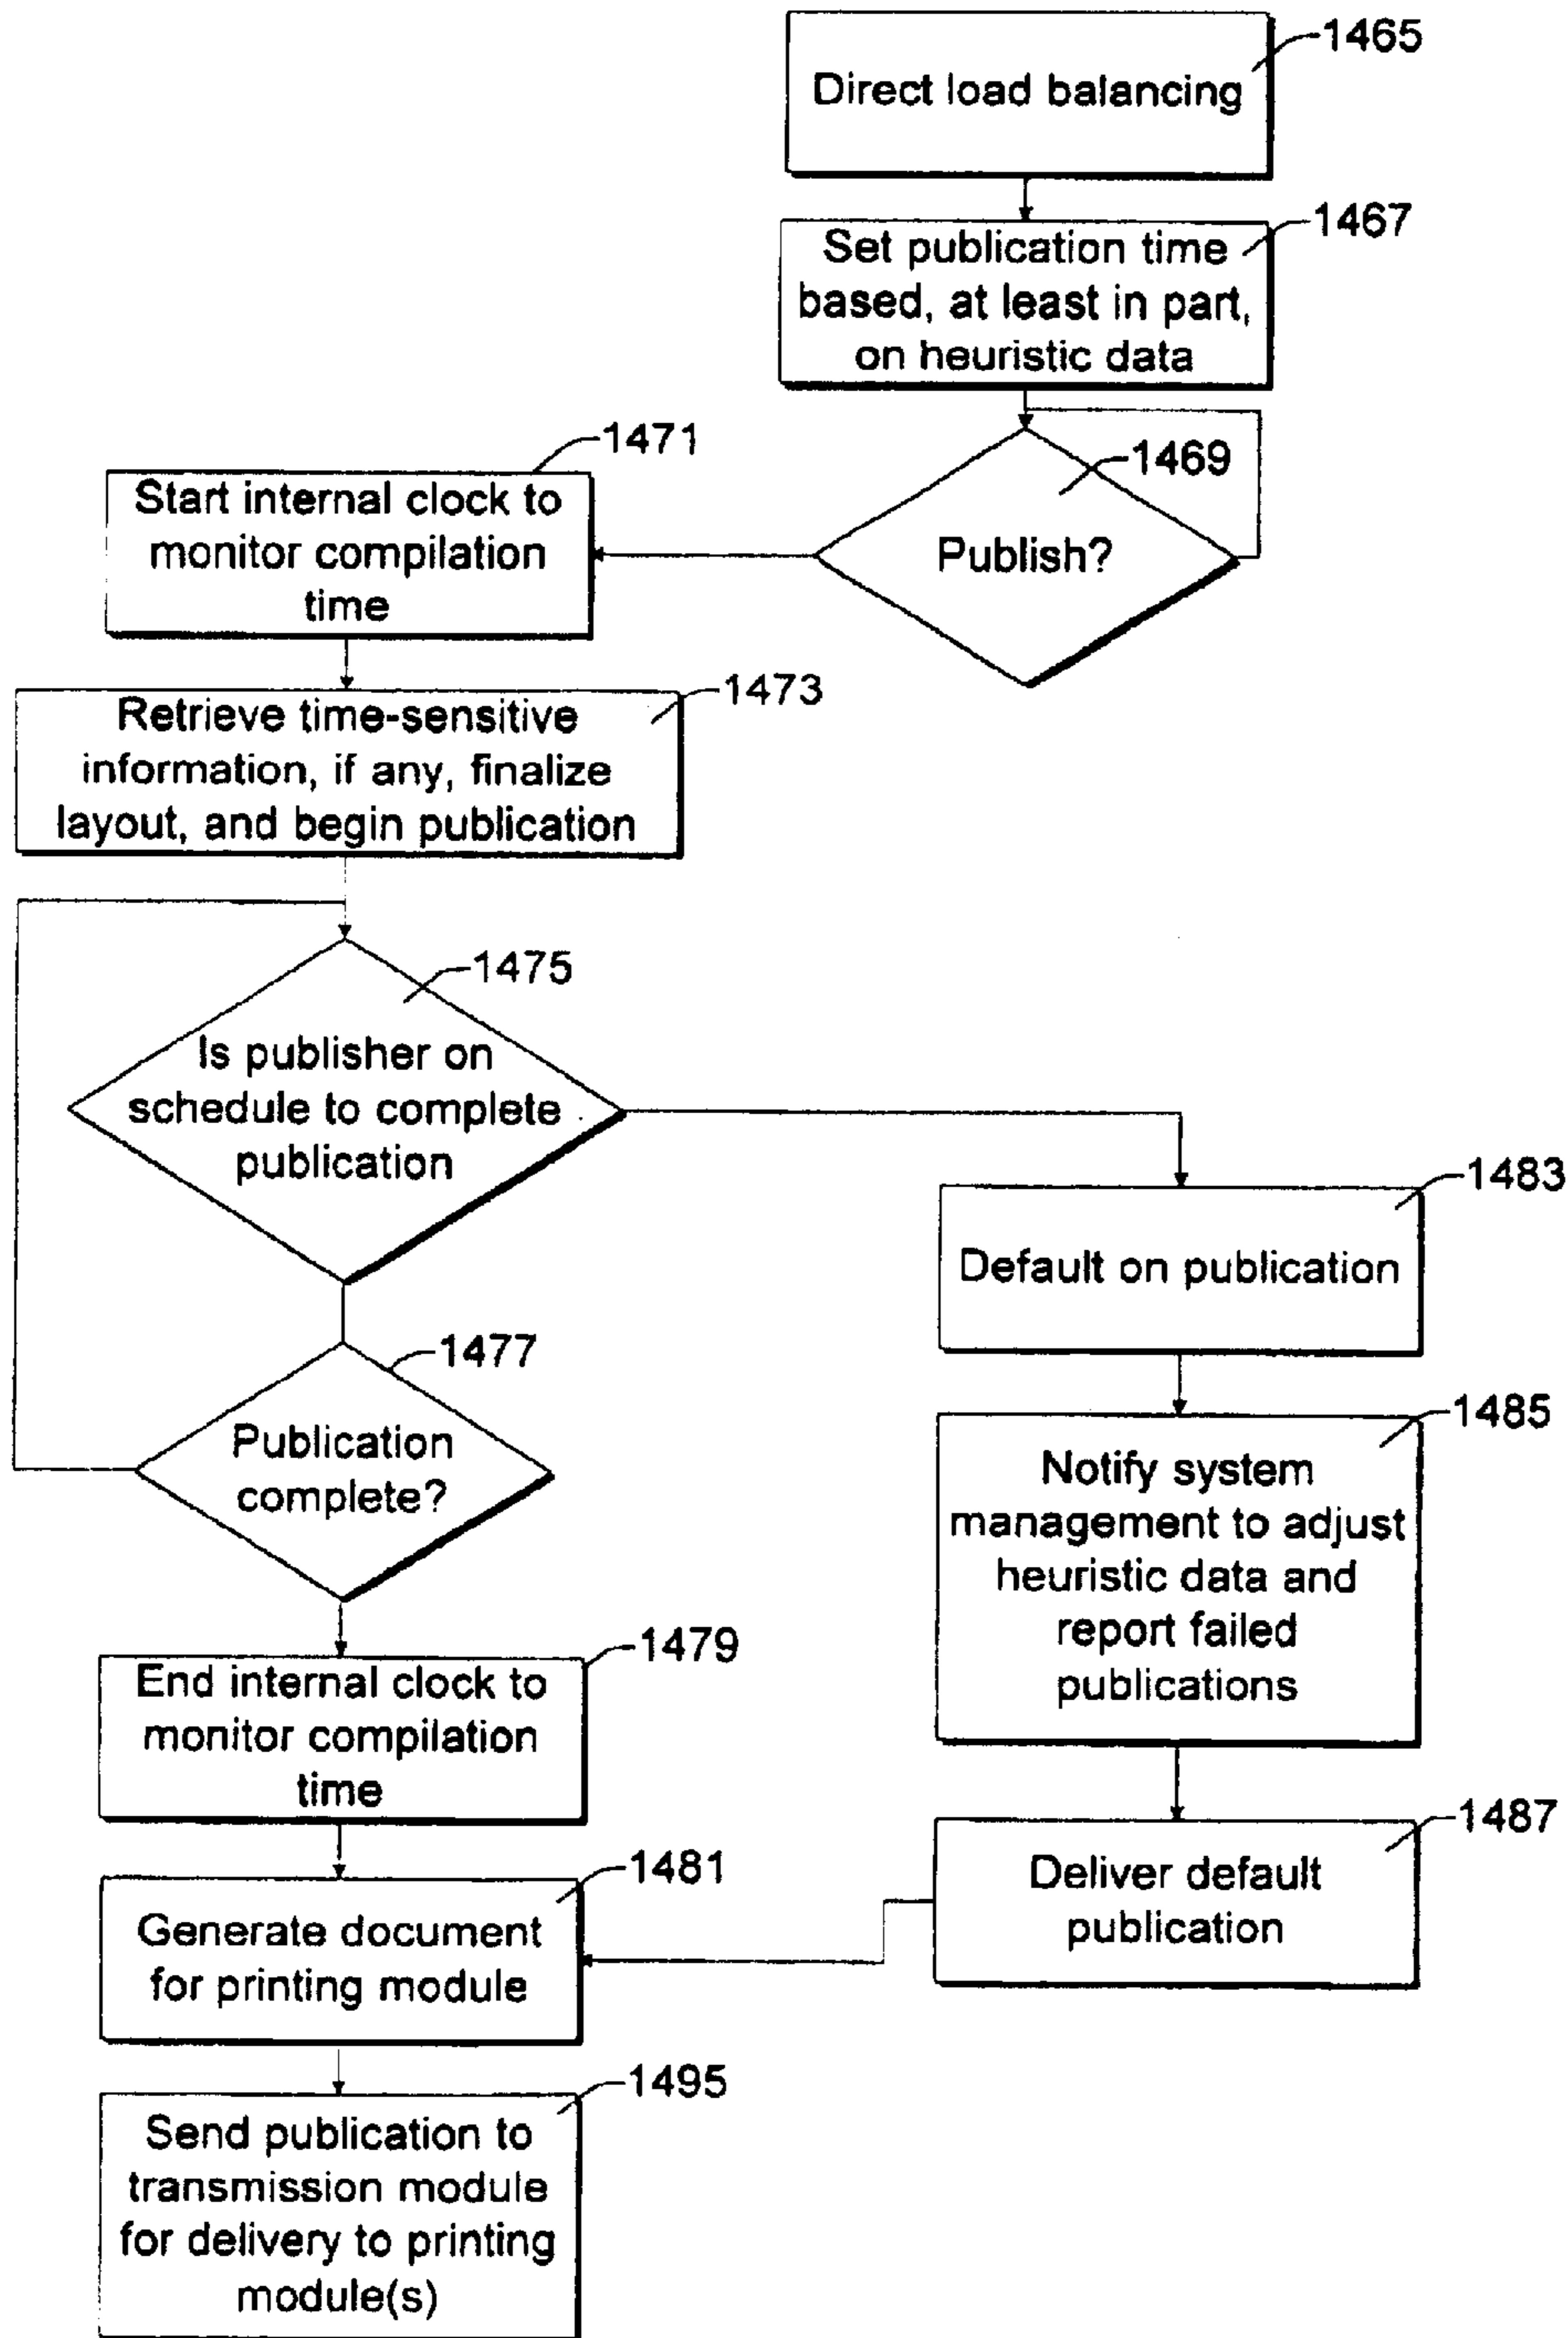 1465
Direct load balancing
1467
Set publication time
based, at least in part,
on heuristic data
1469
Publish?
1471
Start internal clock to
monitor compilation
time
1473
Retrieve time-sensitive
information, if any, finalize
layout, and begin publication
1475
Is publisher on
schedule to complete
publication
1477
Publication
complete?
1479
End internal clock to
monitor compilation
time
1481
Generate document
for printing module
1483
Default on publication
1485
Notify system
management to adjust
heuristic data and
report failed
publications
1487
Deliver default
publication
1495
Send publication to
transmission module
for delivery to printing
module(s)